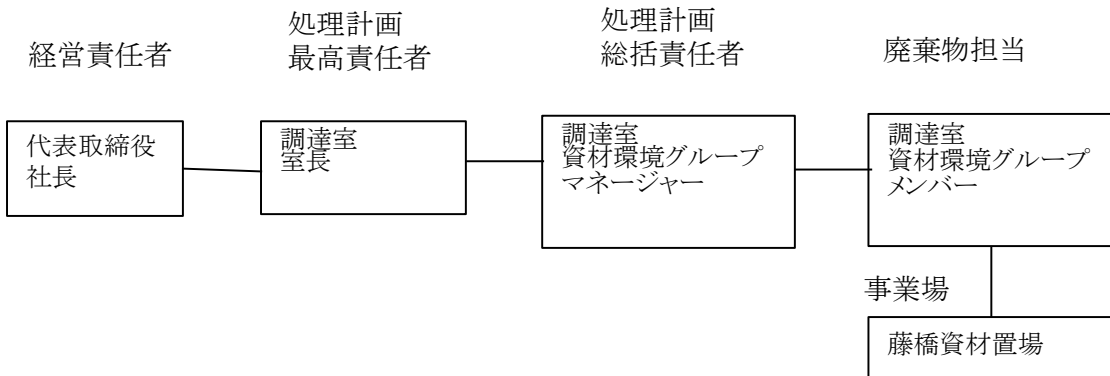 経営責任者
処理計画
最高責任者
処理計画
総括責任者
廃棄物担当
代表取締役
社長
調達室
室長
調達室
資材環境グループ
マネージャー
調達室
資材環境グループ
メンバー
事業場
藤橋資材置場